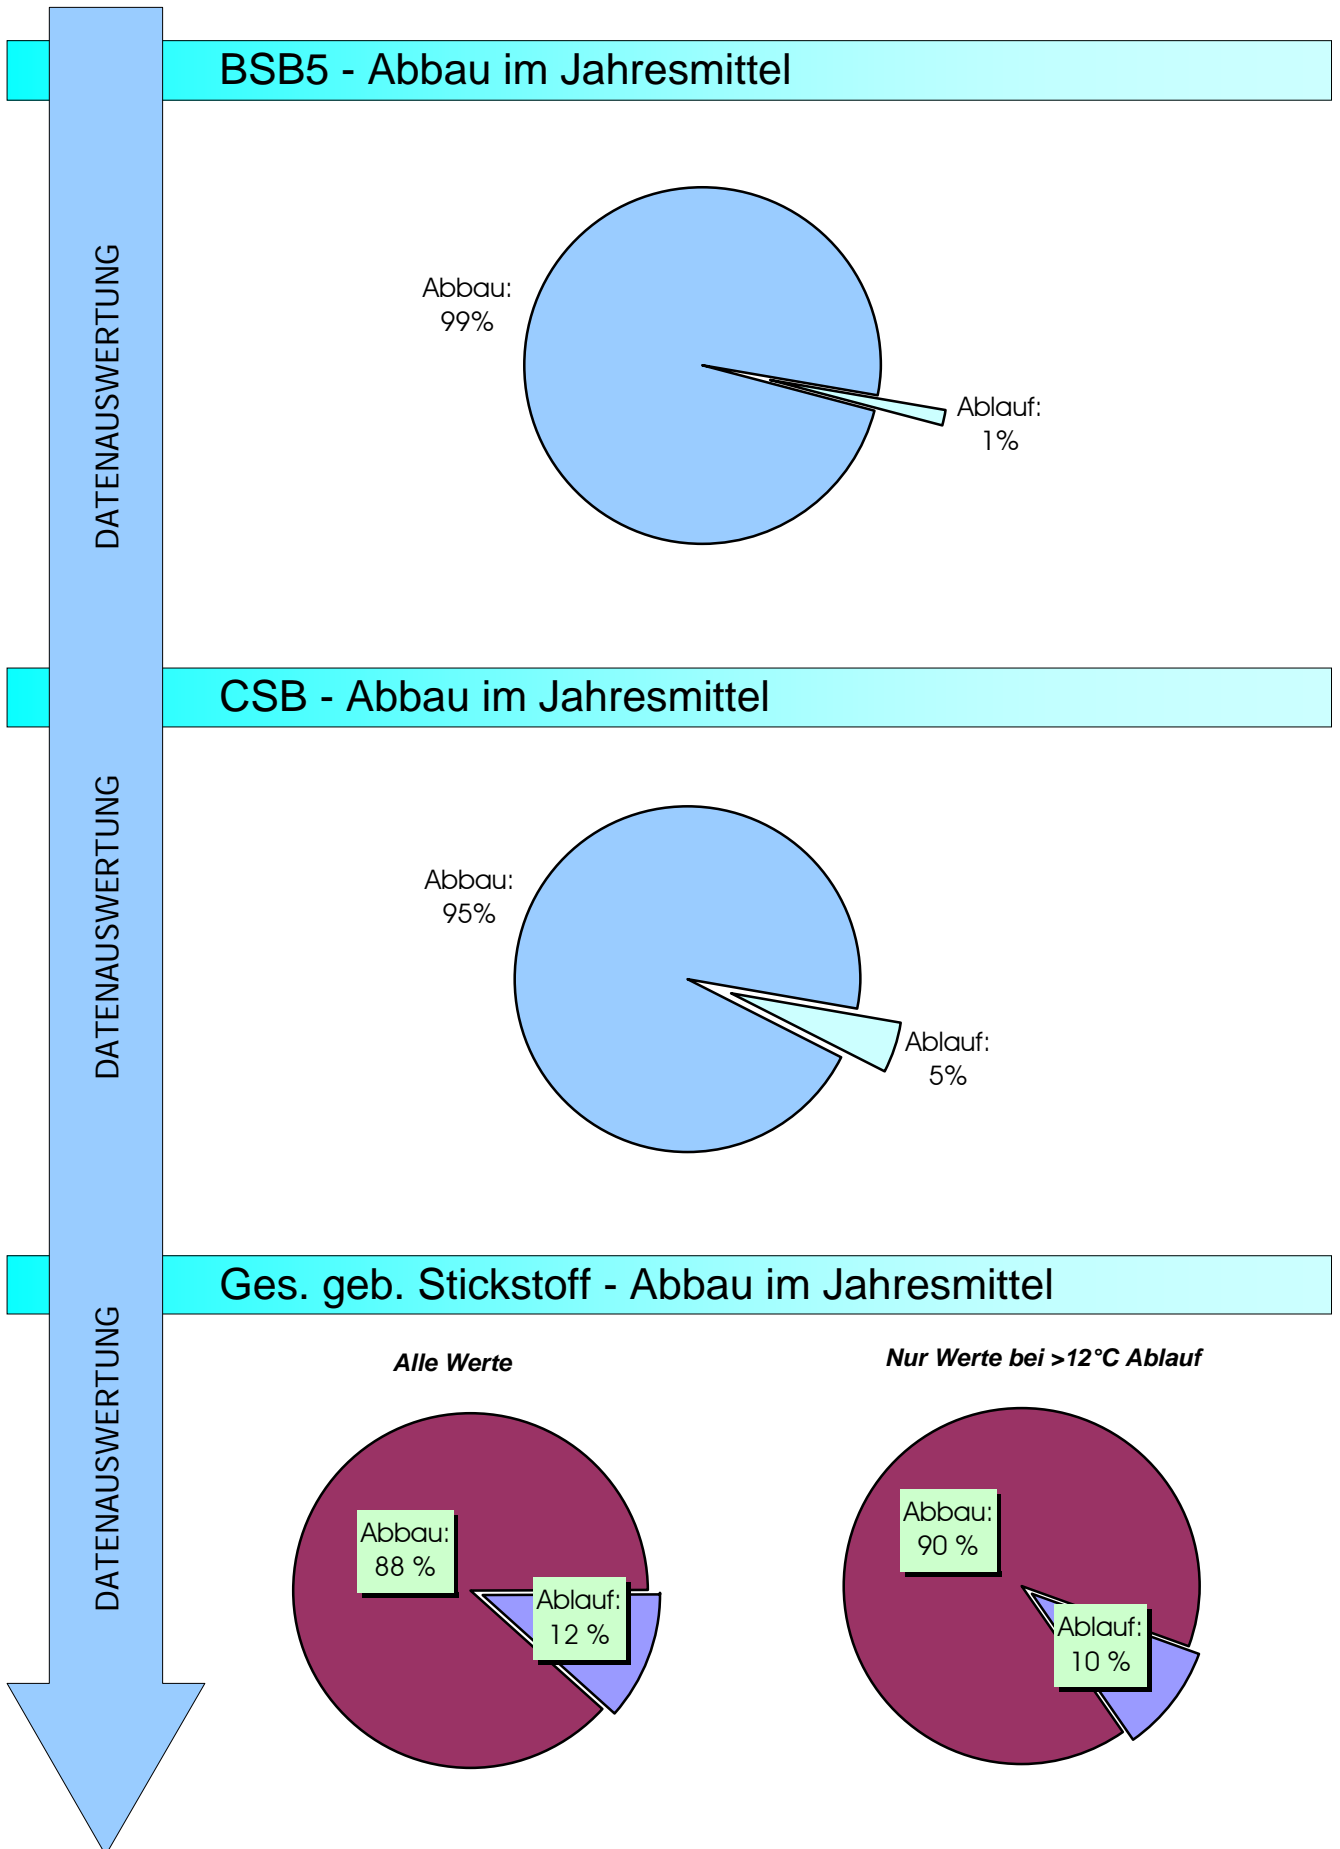 BSB5 - Abbau im Jahresmittel
DATENAUSWERTUNG
Abbau:
99%
Ablauf:
1%
CSB - Abbau im Jahresmittel
DATENAUSWERTUNG
Abbau:
95%
Ablauf:
5%
Ges. geb. Stickstoff - Abbau im Jahresmittel
DATENAUSWERTUNG
Alle Werte
Abbau:
88 %
Ablauf:
12 %
Nur Werte bei >12°C Ablauf
Abbau:
90 %
Ablauf:
10 %